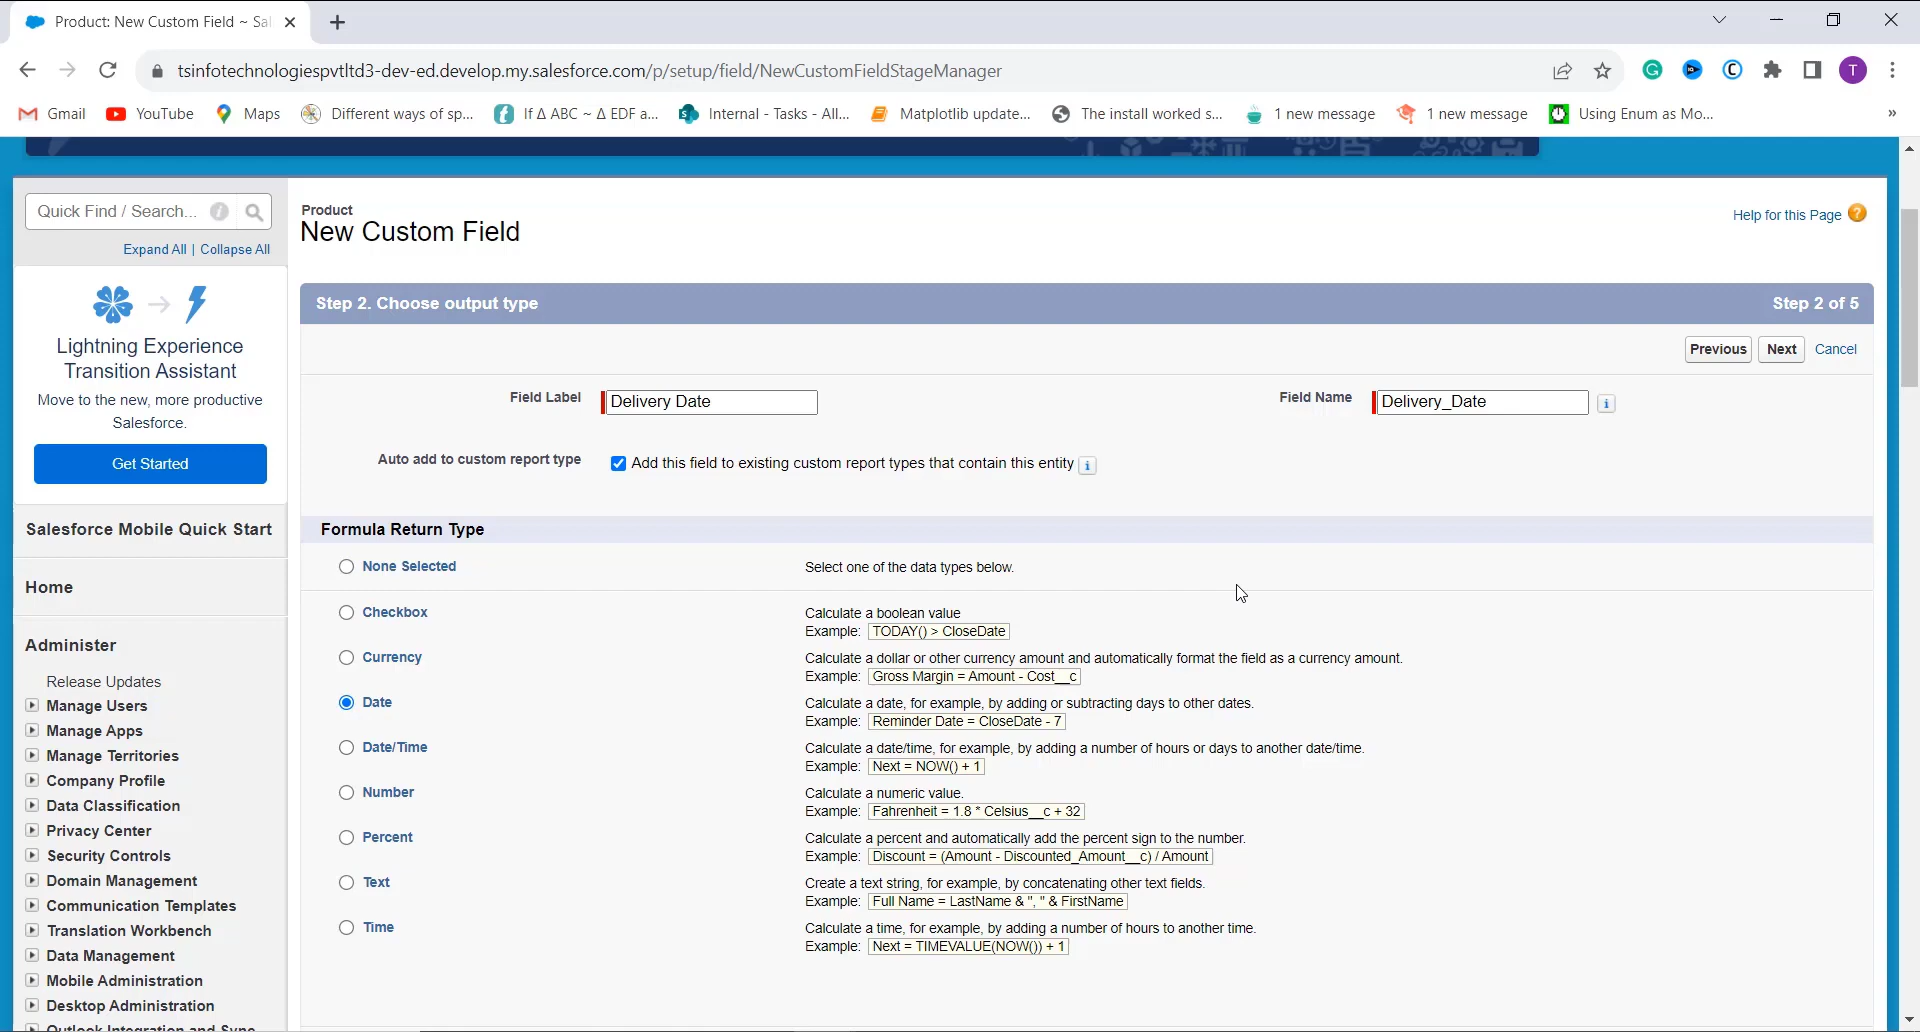 Product: New Custom Field ~ Sal
tsinfotechnologiespvtltd3-dev-ed.develop.my.salesforce.com/p/setup/field/NewCustomFieldStageManager
T
Gmail
YouTube
Maps
Different ways of sp...
If Δ ABC ~ Δ EDF a...
Internal - Tasks - All...
Matplotlib update...
The install worked s...
1 new message
1 new message
Using Enum as Mo...
»
Quick Find / Search...
Expand All | Collapse All
Lightning Experience
Transition Assistant
Move to the new, more productive
Salesforce.
Get Started
Salesforce Mobile Quick Start
Home
Administer
Release Updates
Manage Users
Manage Apps
Manage Territories
Company Profile
Data Classification
Privacy Center
Security Controls
Domain Management
Communication Templates
Translation Workbench
Data Management
Mobile Administration
Desktop Administration
Outlook Integration and Sync
Product
New Custom Field
Help for this Page
Step 2. Choose output type
Step 2 of 5
Previous Next Cancel
Field Label Delivery Date
Field Name Delivery_Date
Auto add to custom report type Add this field to existing custom report types that contain this entity
Formula Return Type
None Selected Select one of the data types below.
Checkbox Calculate a boolean value
Example: TODAY() > CloseDate
Currency Calculate a dollar or other currency amount and automatically format the field as a currency amount.
Example: Gross Margin = Amount - Cost__c
Date Calculate a date, for example, by adding or subtracting days to other dates.
Example: Reminder Date = CloseDate - 7
Date/Time Calculate a date/time, for example, by adding a number of hours or days to another date/time.
Example: Next = NOW() + 1
Number Calculate a numeric value.
Example: Fahrenheit = 1.8 * Celsius__c + 32
Percent Calculate a percent and automatically add the percent sign to the number.
Example: Discount = (Amount - Discounted_Amount__c) / Amount
Text Create a text string, for example, by concatenating other text fields.
Example: Full Name = LastName & ", " & FirstName
Time Calculate a time, for example, by adding a number of hours to another time.
Example: Next = TIMEVALUE(NOW()) + 1